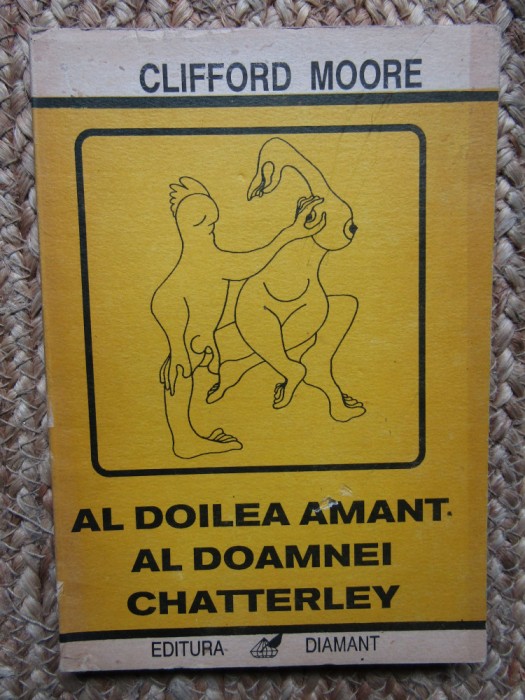 CLIFFORD MOORE
AL DOILEA AMANT
AL DOAMNEI
CHATTERLEY
EDITURA DIAMANT